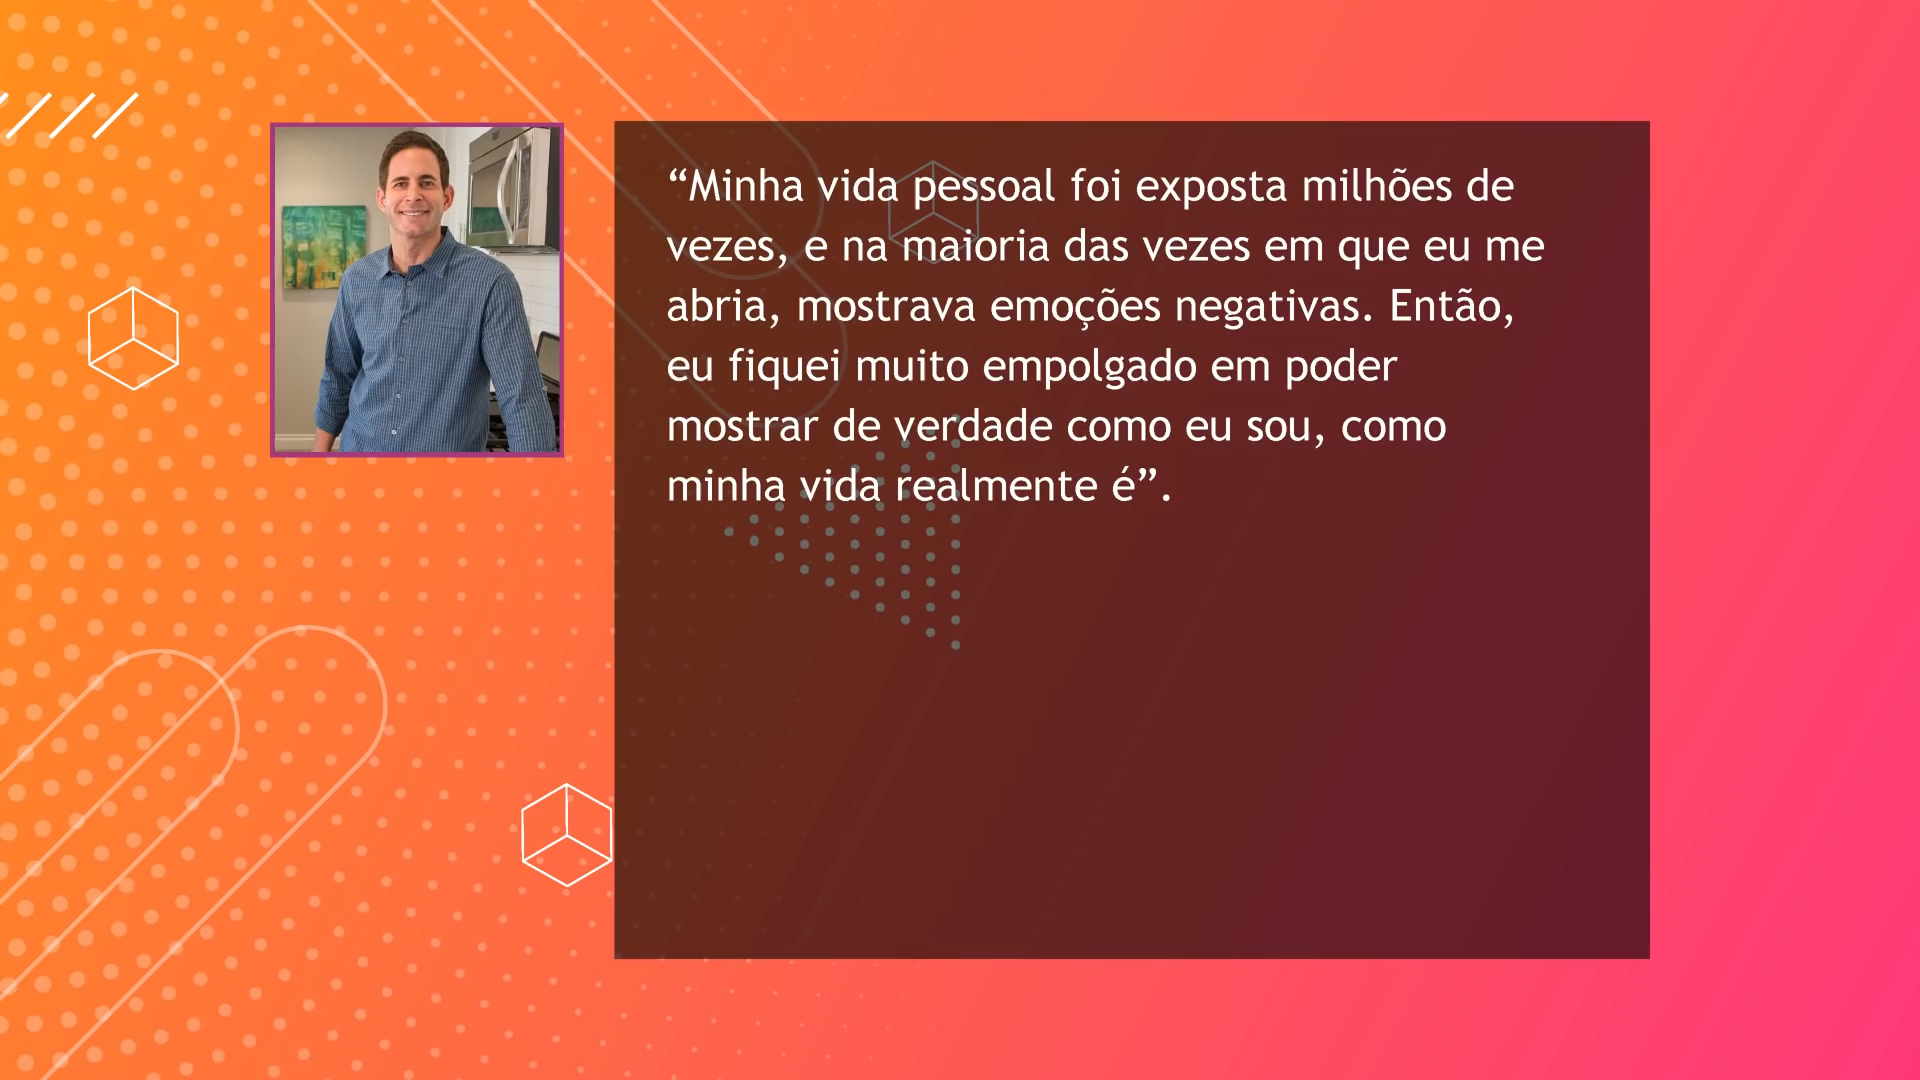 “Minha vida pessoal foi exposta milhões de
vezes, e na maioria das vezes em que eu me
abria, mostrava emoções negativas. Então,
eu fiquei muito empolgado em poder
mostrar de verdade como eu sou, como
minha vida realmente é”.